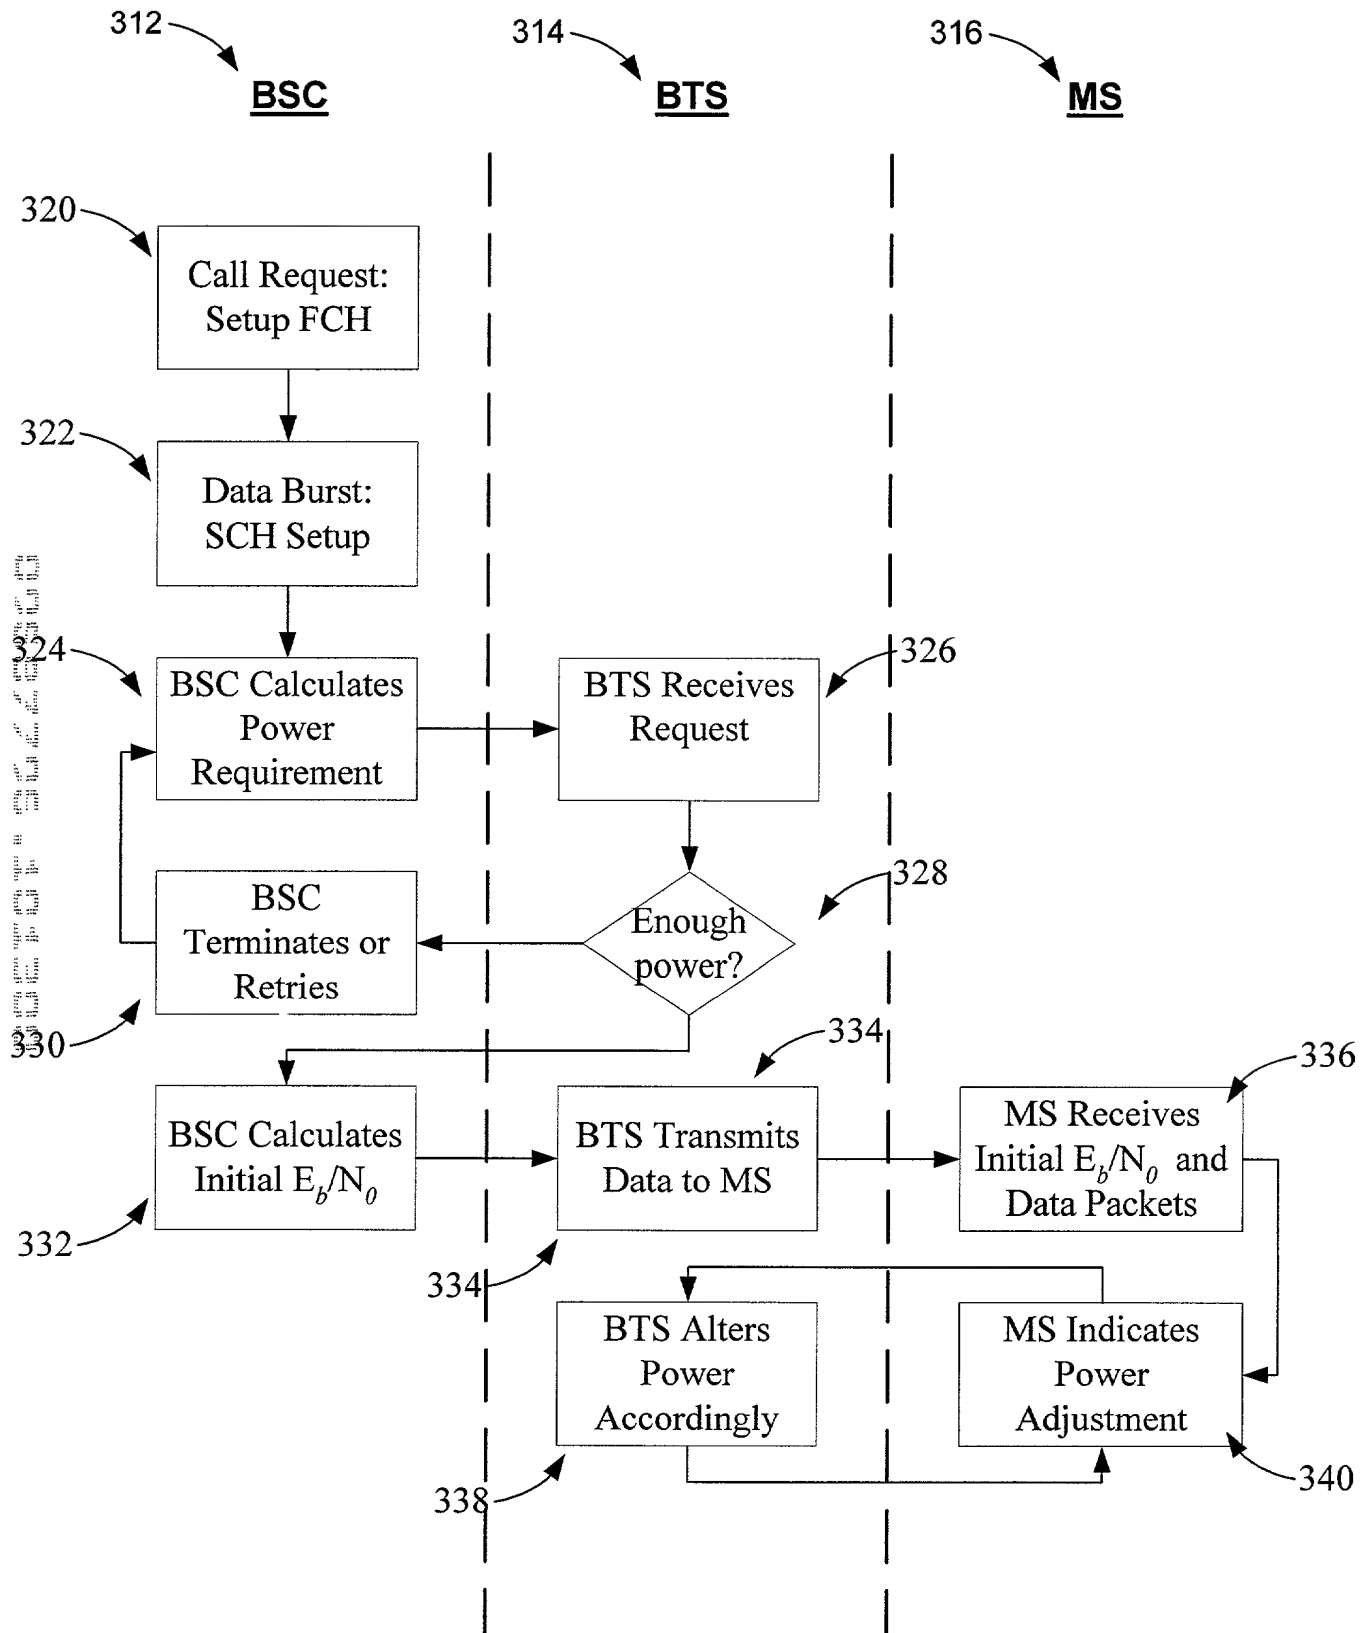 312
314
316
BSC
BTS
MS
320
Call Request:
Setup FCH
322
Data Burst:
SCH Setup
324
BSC Calculates
Power
Requirement
BTS Receives
Request
326
BSC
Terminates or
Retries
330
Enough
power?
328
334
BSC Calculates
Initial E_b/N_0
332
BTS Transmits
Data to MS
334
336
MS Receives
Initial E_b/N_0 and
Data Packets
BTS Alters
Power
Accordingly
338
MS Indicates
Power
Adjustment
340